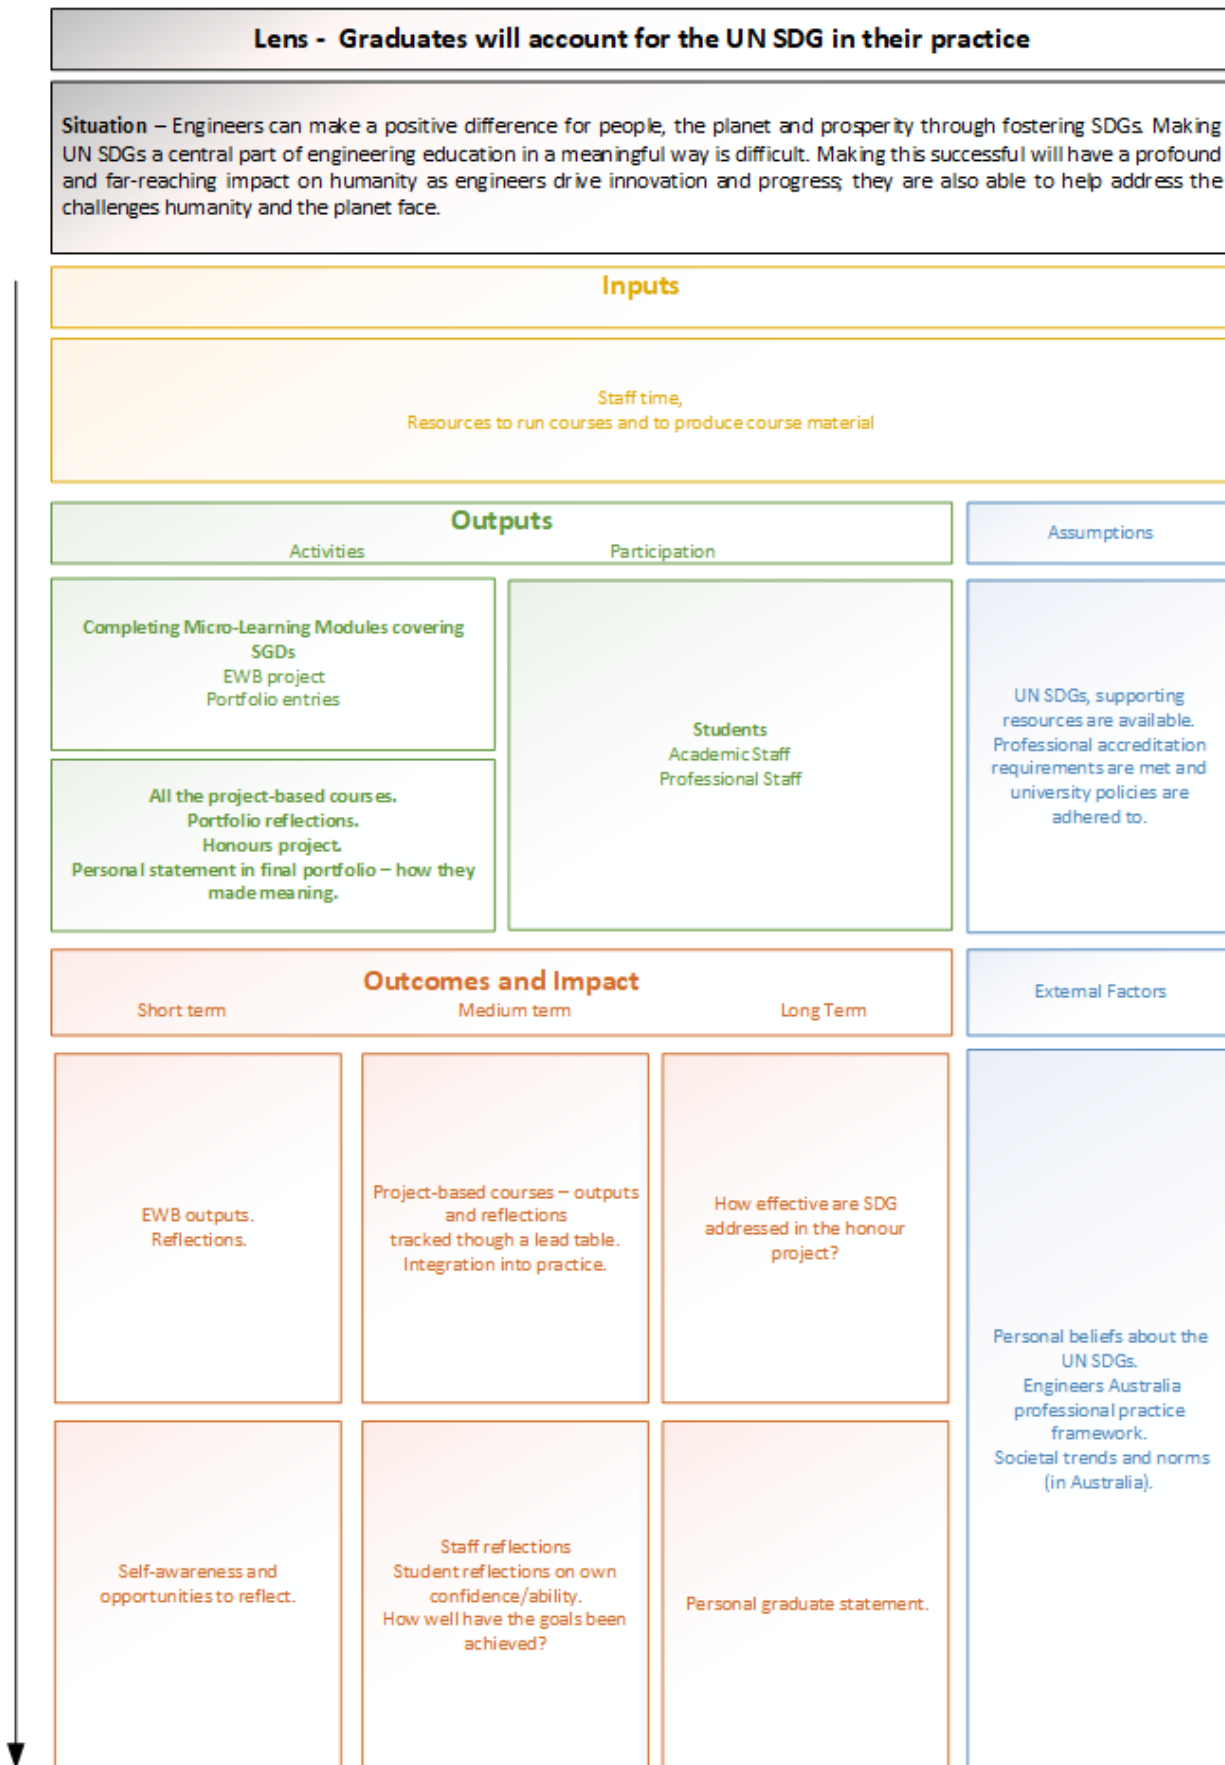 Lens - Graduates will account for the UN SDG in their practice
Situation – Engineers can make a positive difference for people, the planet and prosperity through fostering SDGs. Making
UN SDGs a central part of engineering education in a meaningful way is difficult. Making this successful will have a profound
and far-reaching impact on humanity as engineers drive innovation and progress; they are also able to help address the
challenges humanity and the planet face.
Inputs
Staff time,
Resources to run courses and to produce course material
Outputs
Activities Participation
Assumptions
Completing Micro-Learning Modules covering
SGDs
EWB project
Portfolio entries
All the project-based courses.
Portfolio reflections.
Honours project.
Personal statement in final portfolio – how they
made meaning.
Students
Academic Staff
Professional Staff
UN SDGs, supporting
resources are available.
Professional accreditation
requirements are met and
university policies are
adhered to.
Outcomes and Impact
Short term Medium term Long Term
External Factors
EWB outputs.
Reflections.
Project-based courses – outputs
and reflections
tracked though a lead table.
Integration into practice.
How effective are SDG
addressed in the honour
project?
Personal beliefs about the
UN SDGs.
Engineers Australia
professional practice
framework.
Societal trends and norms
(in Australia).
Self-awareness and
opportunities to reflect.
Staff reflections
Student reflections on own
confidence/ability.
How well have the goals been
achieved?
Personal graduate statement.